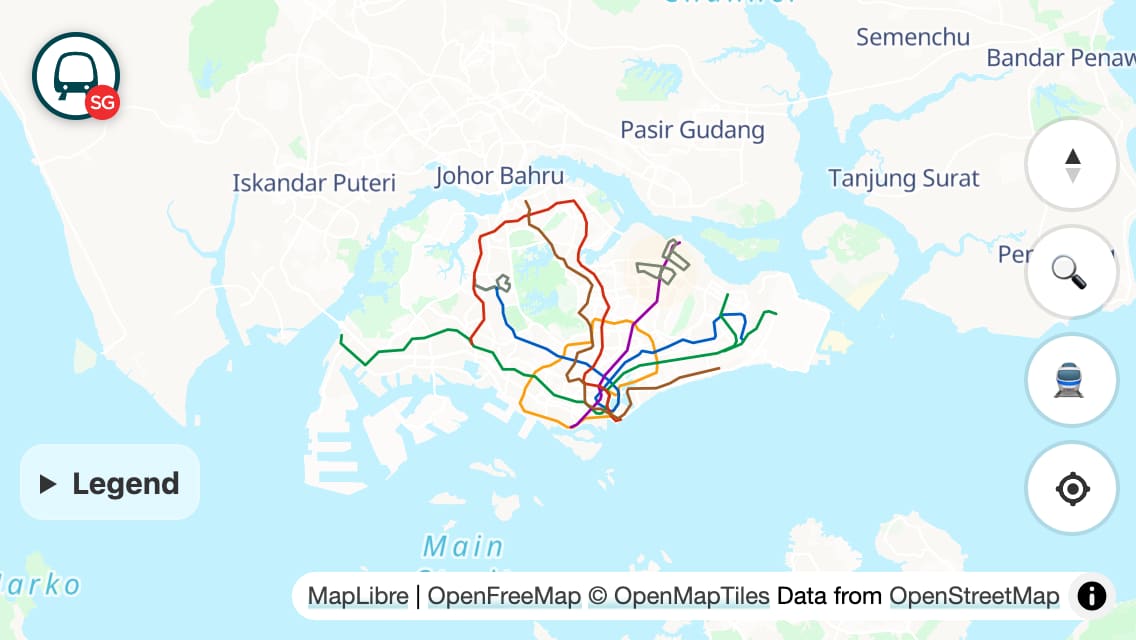 Semenchu
Bandar Penaw
Pasir Gudang
Johor Bahru
Iskandar Puteri
Tanjung Surat
Per
SG
Legend
Main
arko
MapLibre | OpenFreeMap © OpenMapTiles Data from OpenStreetMap